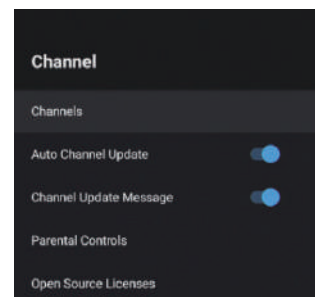 Channel
Channels
Auto Channel Update
Channel Update Message
Parental Controls
Open Source Licenses